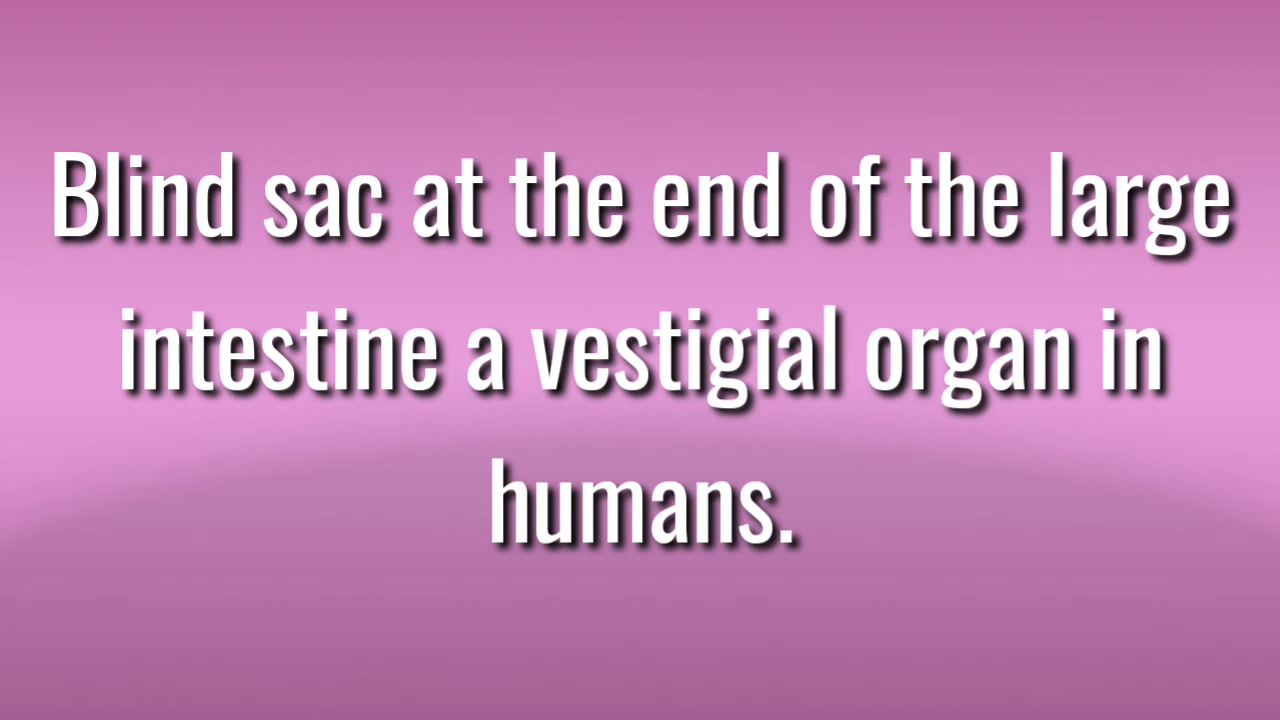 Blind sac at the end of the large
intestine a vestigial organ in
humans.